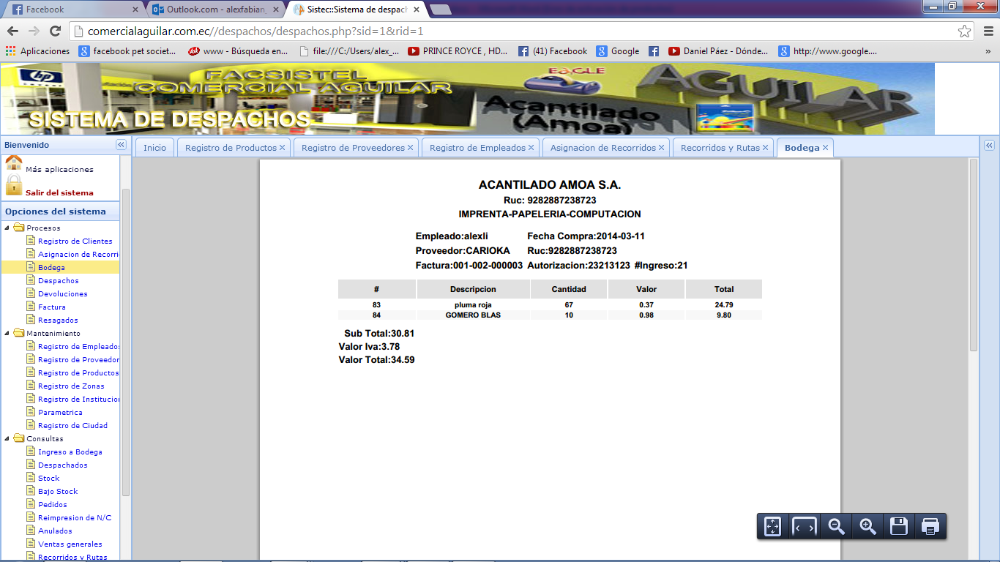 Facebook
Outlook.com - alexfabian_
Sistec::Sistema de despach
comercialaguilar.com.ec//despachos/despachos.php?sid=1&rid=1
Aplicaciones
facebook pet societ...
www - Búsqueda en...
file:///C:/Users/alex_...
PRINCE ROYCE , HD...
(41) Facebook
Google
Daniel Páez - Dónde...
http://www.google....
»
hp
FACSISTEL
COMERCIAL AGUILAR
SISTEMA DE DESPACHOS
EAGLE
Acantilado
(Amoa)
AGUILAR
Bienvenido
Más aplicaciones
Salir del sistema
Opciones del sistema
Procesos
Registro de Clientes
Asignacion de Recorri
Bodega
Despachos
Devoluciones
Factura
Resagados
Mantenimiento
Registro de Empleados
Registro de Proveedor
Registro de Productos
Registro de Zonas
Registro de Institucion
Parametrica
Registro de Ciudad
Consultas
Ingreso a Bodega
Despachados
Stock
Bajo Stock
Pedidos
Reimpresion de N/C
Anulados
Ventas generales
Recorridos y Rutas
Inicio
Registro de Productos
Registro de Proveedores
Registro de Empleados
Asignacion de Recorridos
Recorridos y Rutas
Bodega
ACANTILADO AMOA S.A.
Ruc: 9282887238723
IMPRENTA-PAPELERIA-COMPUTACION
Empleado:alexli Fecha Compra:2014-03-11
Proveedor:CARIOKA Ruc:9282887238723
Factura:001-002-000003 Autorizacion:23213123 #Ingreso:21
# Descripcion Cantidad Valor Total
83 pluma roja 67 0.37 24.79
84 GOMERO BLAS 10 0.98 9.80
Sub Total:30.81
Valor Iva:3.78
Valor Total:34.59